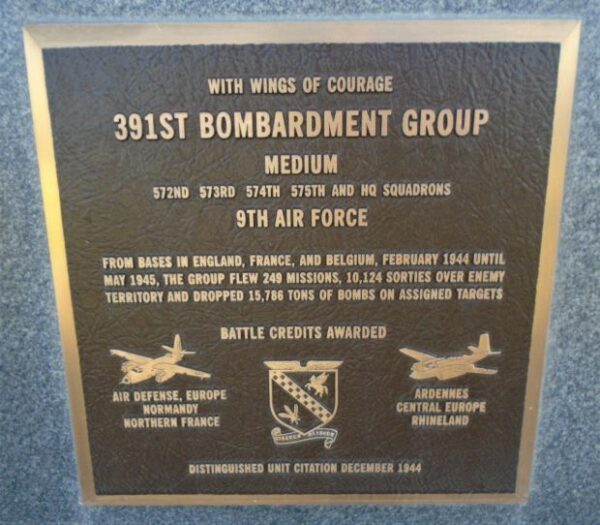 WITH WINGS OF COURAGE
391ST BOMBARDMENT GROUP
MEDIUM
572ND 573RD 574TH 575TH AND HQ SQUADRONS
9TH AIR FORCE
FROM BASES IN ENGLAND, FRANCE, AND BELGIUM, FEBRUARY 1944 UNTIL
MAY 1945, THE GROUP FLEW 249 MISSIONS, 10,124 SORTIES OVER ENEMY
TERRITORY AND DROPPED 15,786 TONS OF BOMBS ON ASSIGNED TARGETS
BATTLE CREDITS AWARDED
AIR DEFENSE, EUROPE
NORMANDY
NORTHERN FRANCE
ARDENNES
CENTRAL EUROPE
RHINELAND
DISTINGUISHED UNIT CITATION DECEMBER 1944